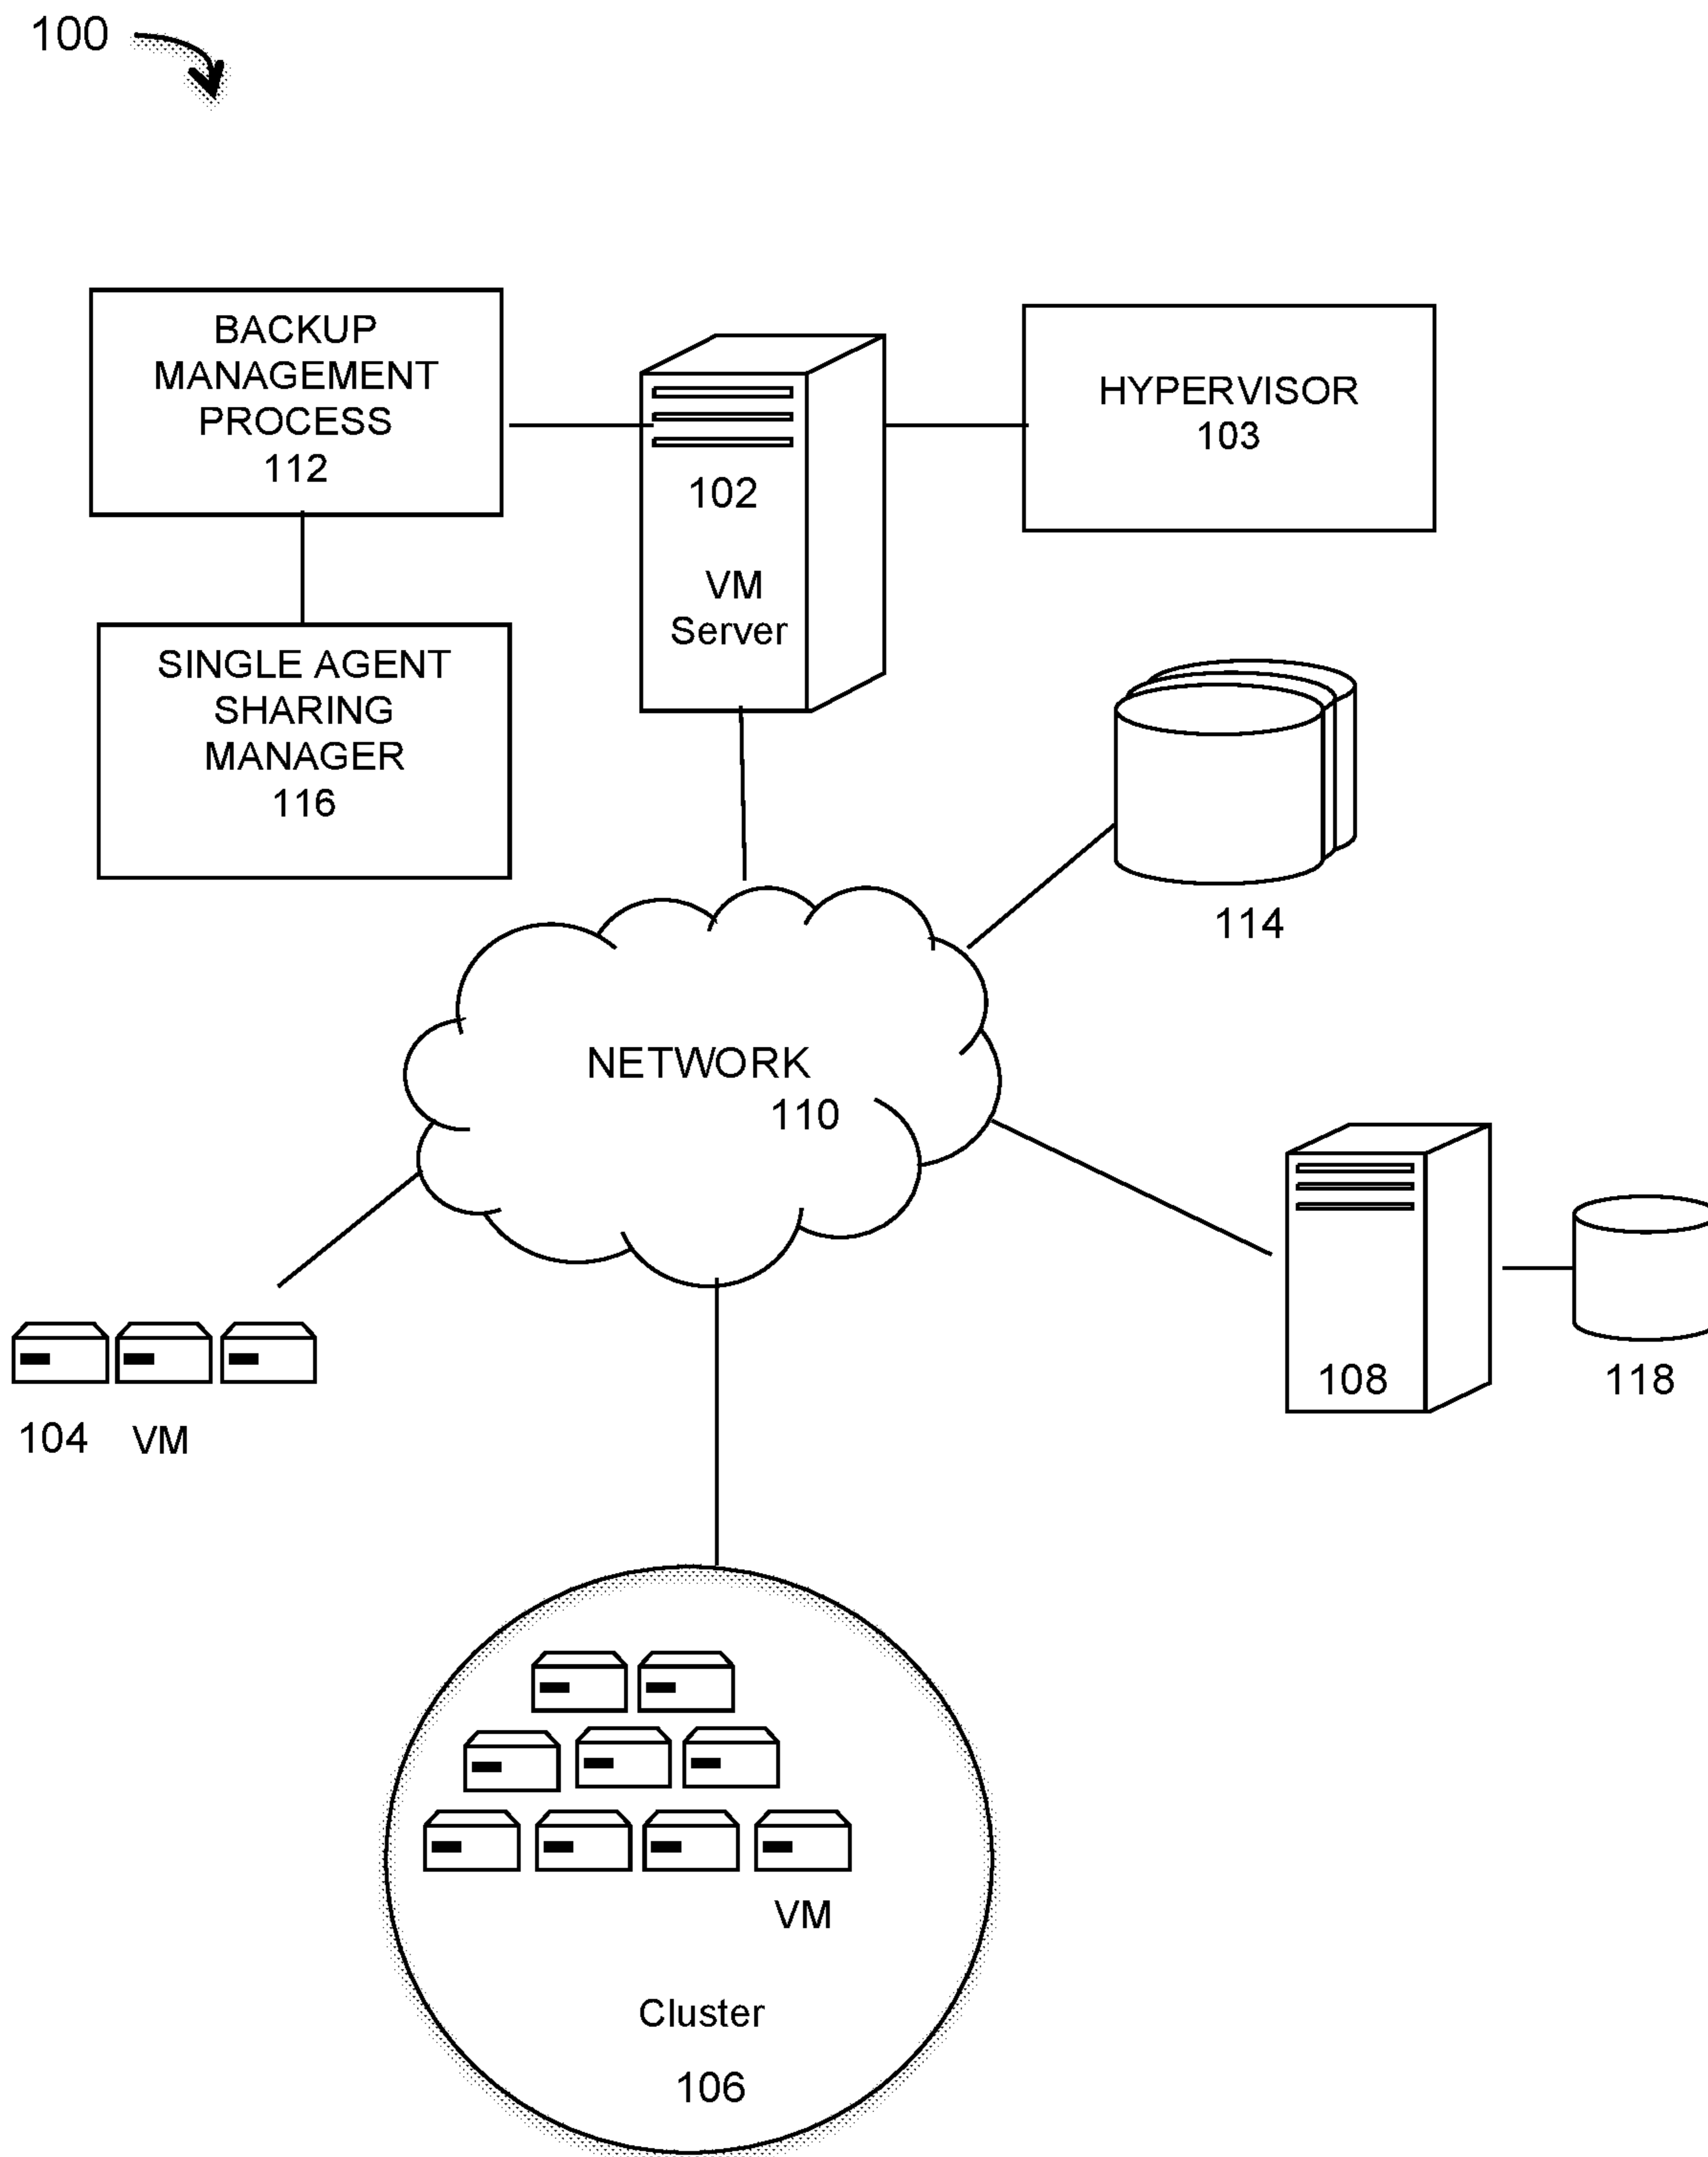 100
BACKUP
MANAGEMENT
PROCESS
112
HYPERVISOR
103
102
VM
Server
SINGLE AGENT
SHARING
MANAGER
116
114
NETWORK
110
108
118
104 VM
VM
Cluster
106